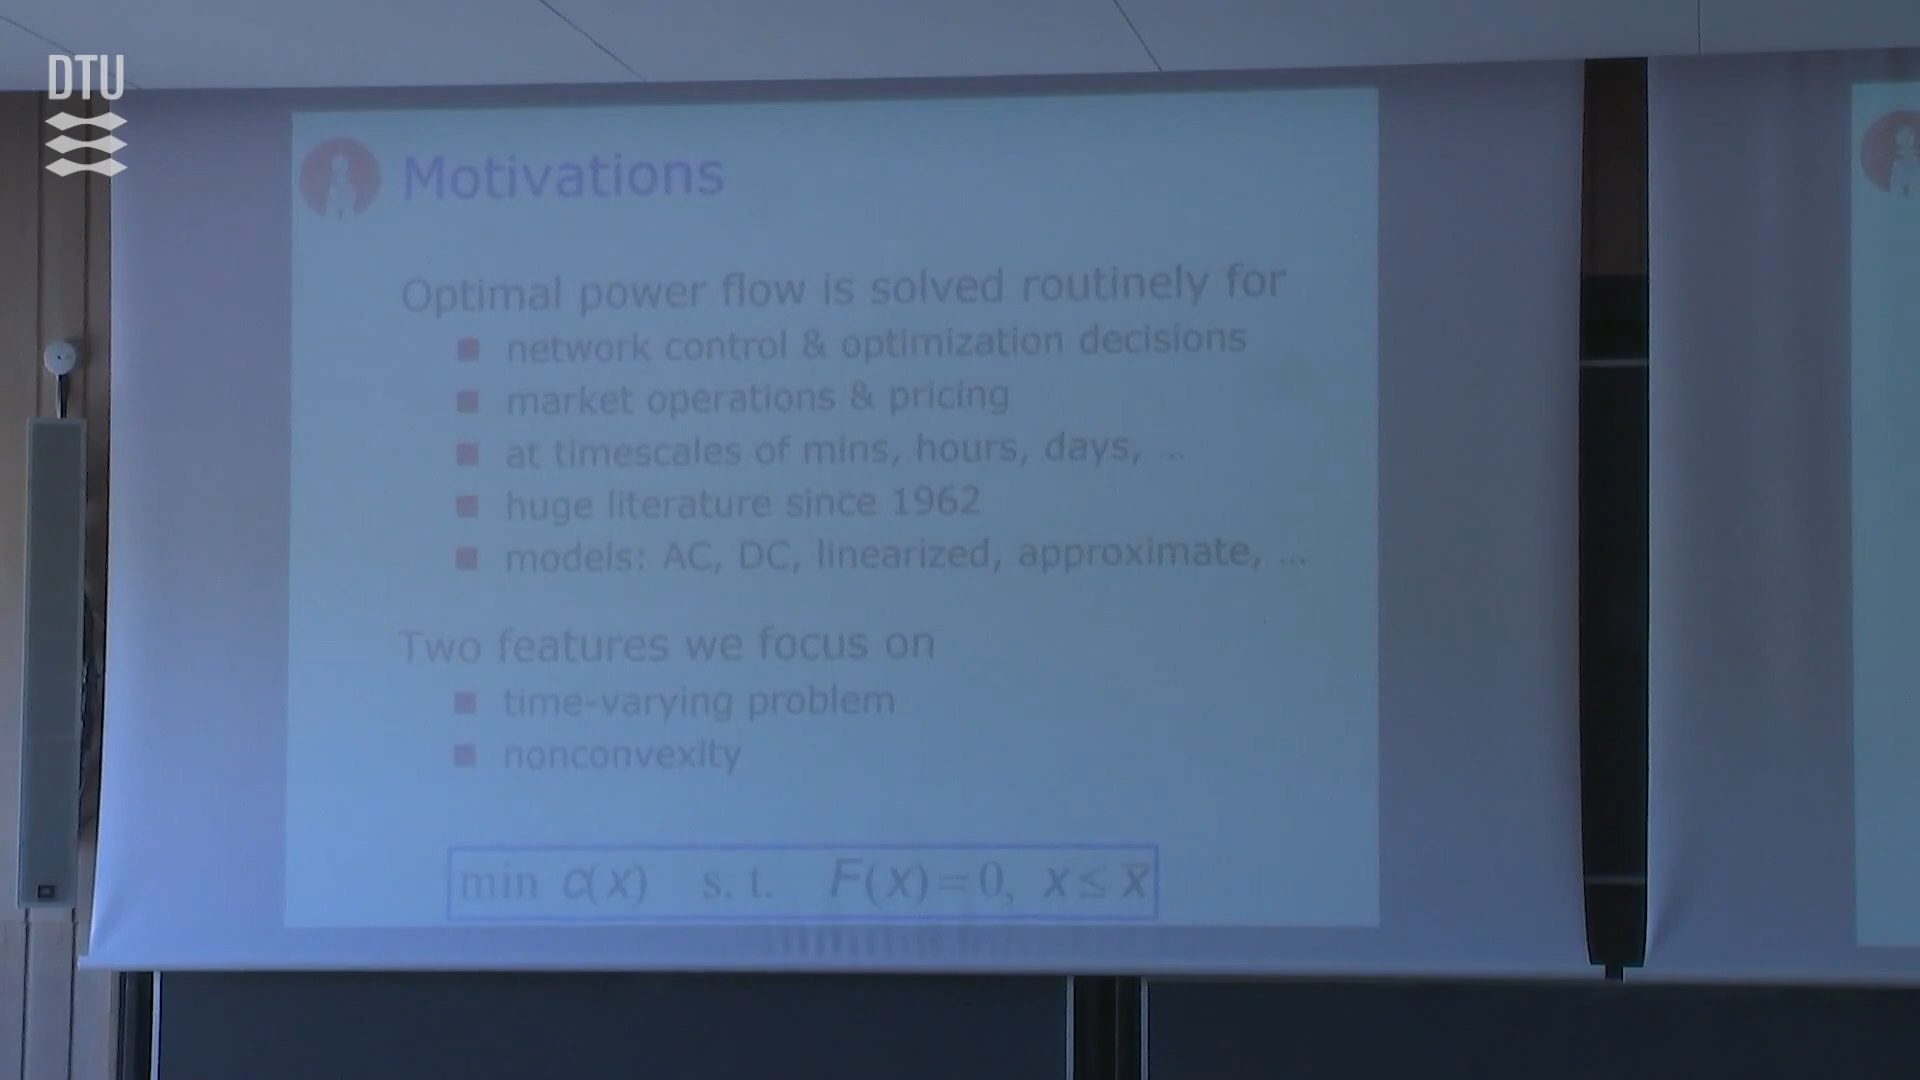 DTU
Motivations
Optimal power flow is solved routinely for
network control & optimization decisions
market operations & pricing
at timescales of mins, hours, days, ...
huge literature since 1962
models: AC, DC, linearized, approximate, ...
Two features we focus on
time-varying problem
nonconvexity
min c(x) s. t. F(x) = 0, x ≤ x̅